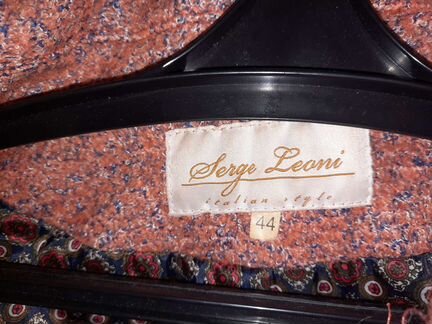 Serge Leoni
italian style
44